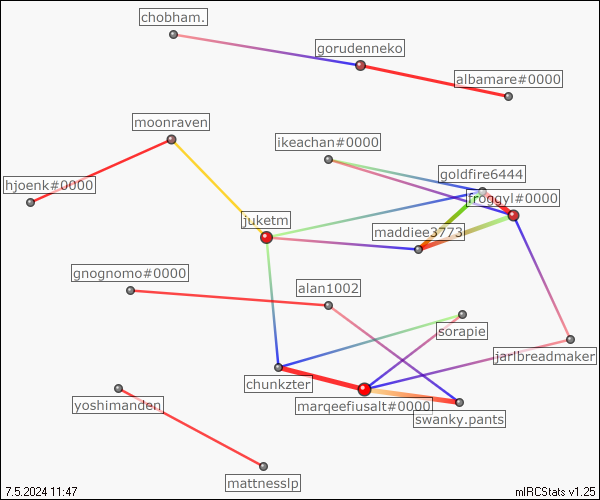 chobham.
gorudenneko
albamare#0000
moonraven
ikeachan#0000
goldfire6444
hjoenk#0000
froggyl#0000
juketm
maddiee3773
gnognomo#0000
alan1002
sorapie
jarlbreadmaker
chunkzter
yoshimanden
marqeefiusalt#0000
swanky.pants
mattnesslp
7.5.2024 11:47
mIRCStats v1.25